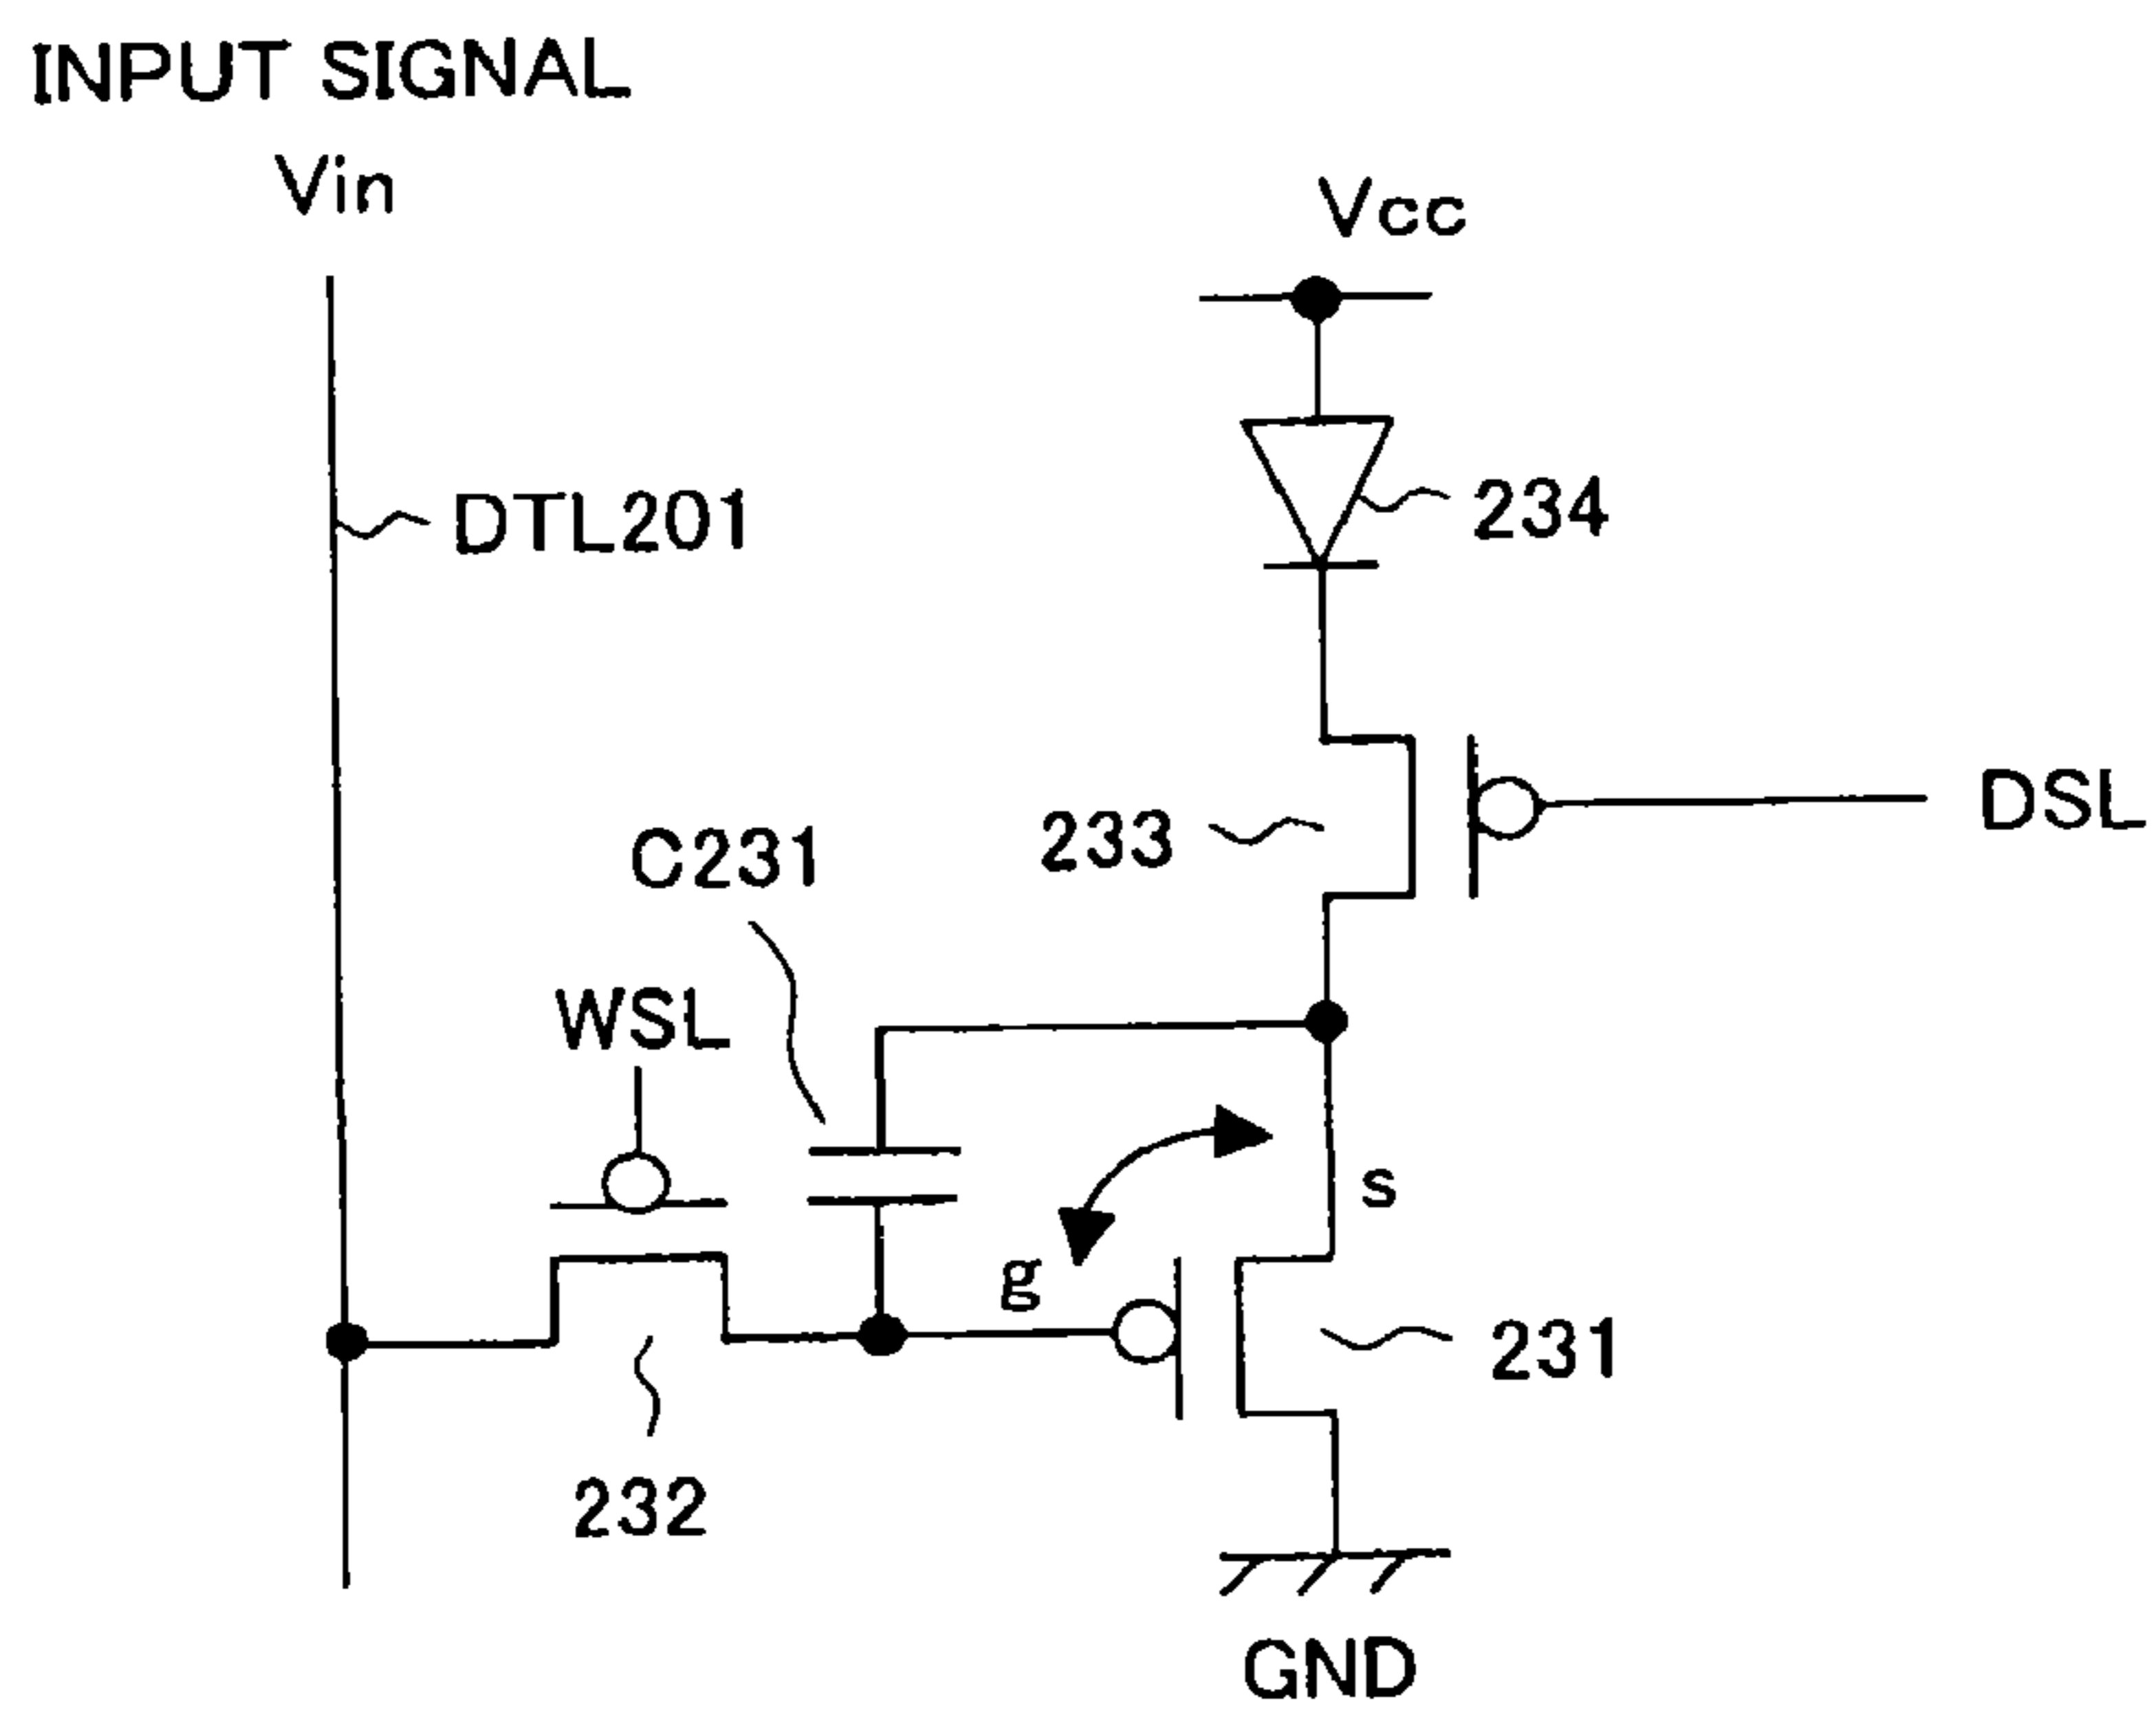 INPUT SIGNAL
Vin
Vcc
DTL201
234
DSL
233
C231
WSL
s
g
231
232
GND